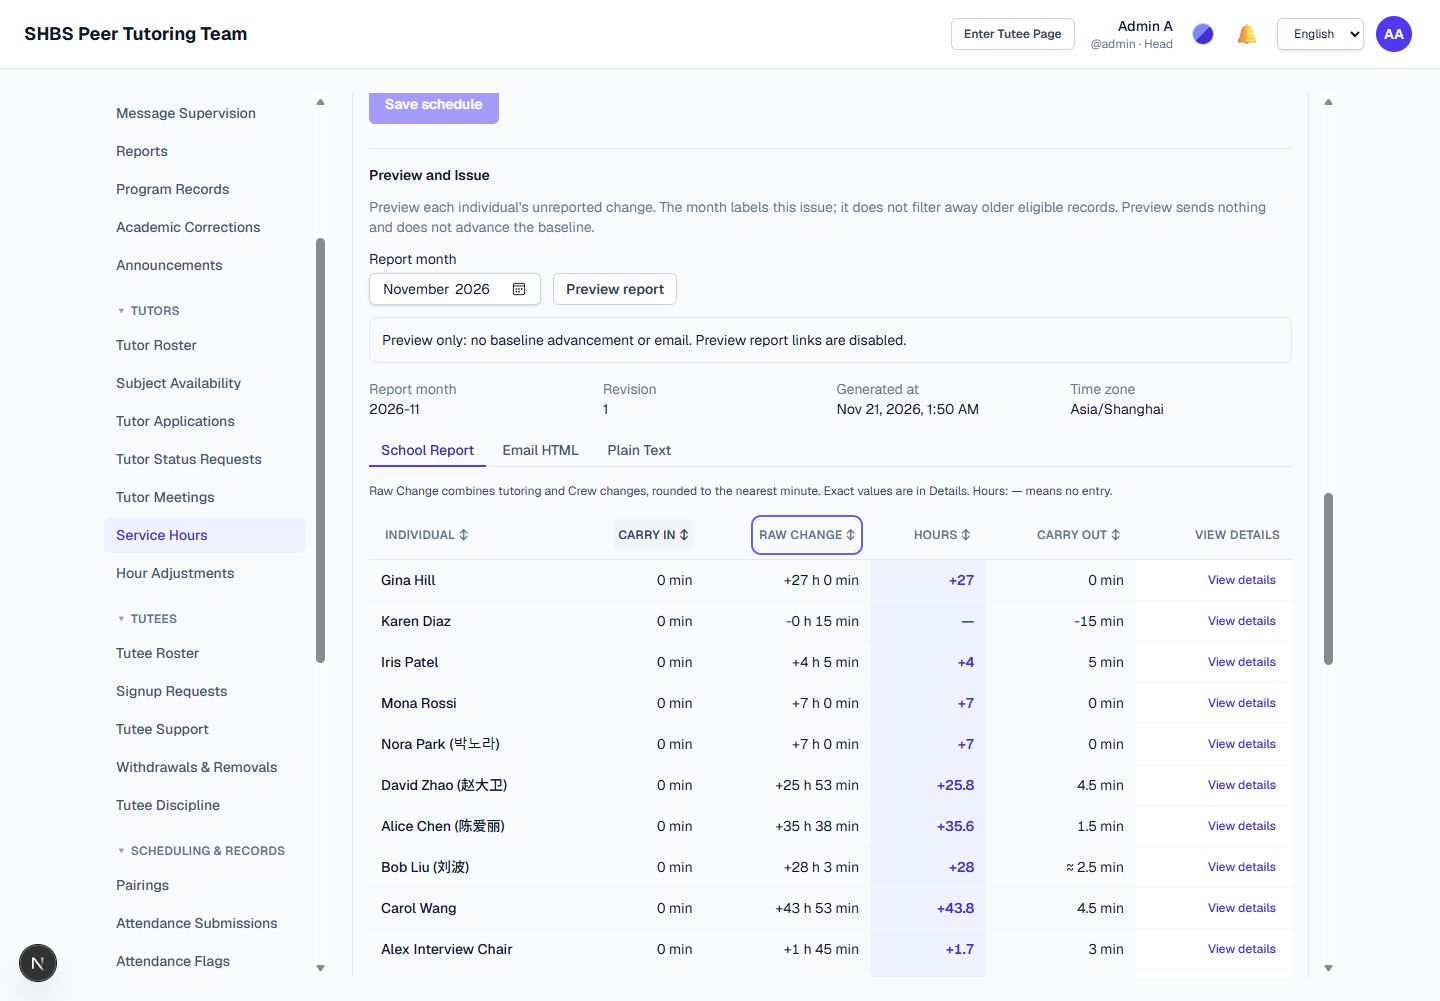 SHBS Peer Tutoring Team
Enter Tutee Page
Admin A
@admin · Head
English
AA
Message Supervision
Reports
Program Records
Academic Corrections
Announcements
TUTORS
Tutor Roster
Subject Availability
Tutor Applications
Tutor Status Requests
Tutor Meetings
Service Hours
Hour Adjustments
TUTEES
Tutee Roster
Signup Requests
Tutee Support
Withdrawals & Removals
Tutee Discipline
SCHEDULING & RECORDS
Pairings
Attendance Submissions
Attendance Flags
N
Save schedule
Preview and Issue
Preview each individual's unreported change. The month labels this issue; it does not filter away older eligible records. Preview sends nothing
and does not advance the baseline.
Report month
November 2026
Preview report
Preview only: no baseline advancement or email. Preview report links are disabled.
Report month Revision Generated at Time zone
2026-11 1 Nov 21, 2026, 1:50 AM Asia/Shanghai
School Report Email HTML Plain Text
Raw Change combines tutoring and Crew changes, rounded to the nearest minute. Exact values are in Details. Hours: — means no entry.
INDIVIDUAL CARRY IN RAW CHANGE HOURS CARRY OUT VIEW DETAILS
Gina Hill 0 min +27 h 0 min +27 0 min View details
Karen Diaz 0 min -0 h 15 min — -15 min View details
Iris Patel 0 min +4 h 5 min +4 5 min View details
Mona Rossi 0 min +7 h 0 min +7 0 min View details
Nora Park (박노라) 0 min +7 h 0 min +7 0 min View details
David Zhao (赵大卫) 0 min +25 h 53 min +25.8 4.5 min View details
Alice Chen (陈爱丽) 0 min +35 h 38 min +35.6 1.5 min View details
Bob Liu (刘波) 0 min +28 h 3 min +28 ≈ 2.5 min View details
Carol Wang 0 min +43 h 53 min +43.8 4.5 min View details
Alex Interview Chair 0 min +1 h 45 min +1.7 3 min View details